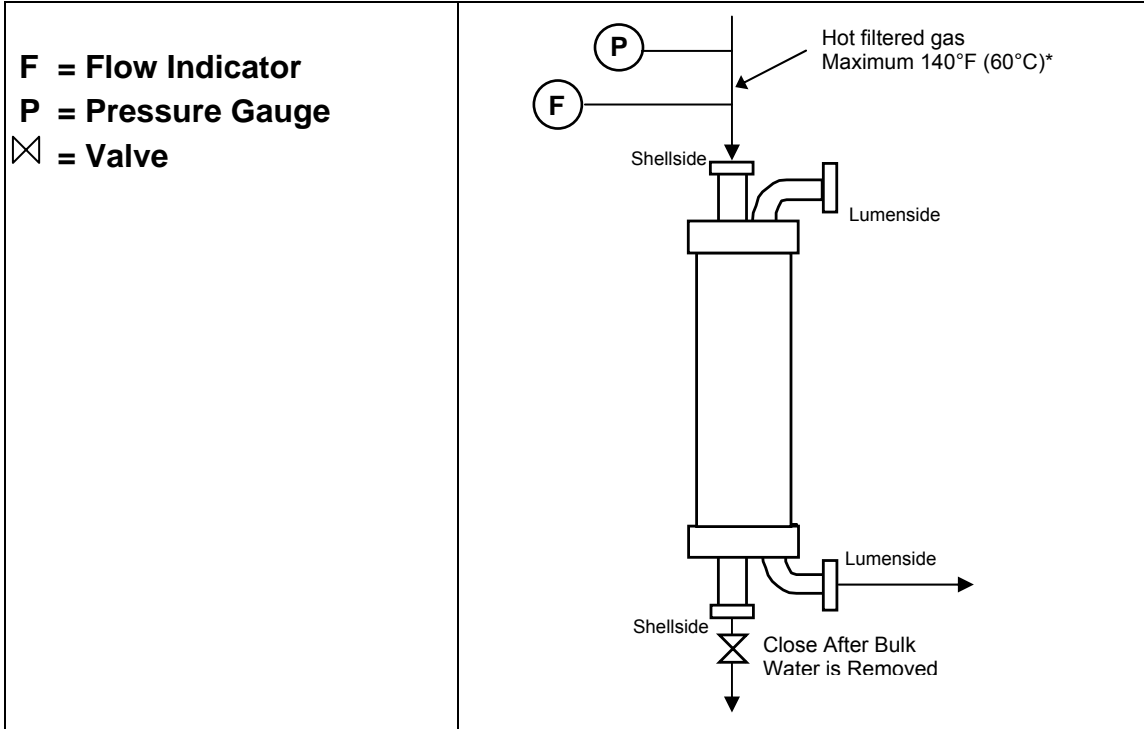 F = Flow Indicator
P = Pressure Gauge
= Valve
P
Hot filtered gas
Maximum 140°F (60°C)*
F
Shellside
Lumenside
Lumenside
Shellside
Close After Bulk
Water is Removed